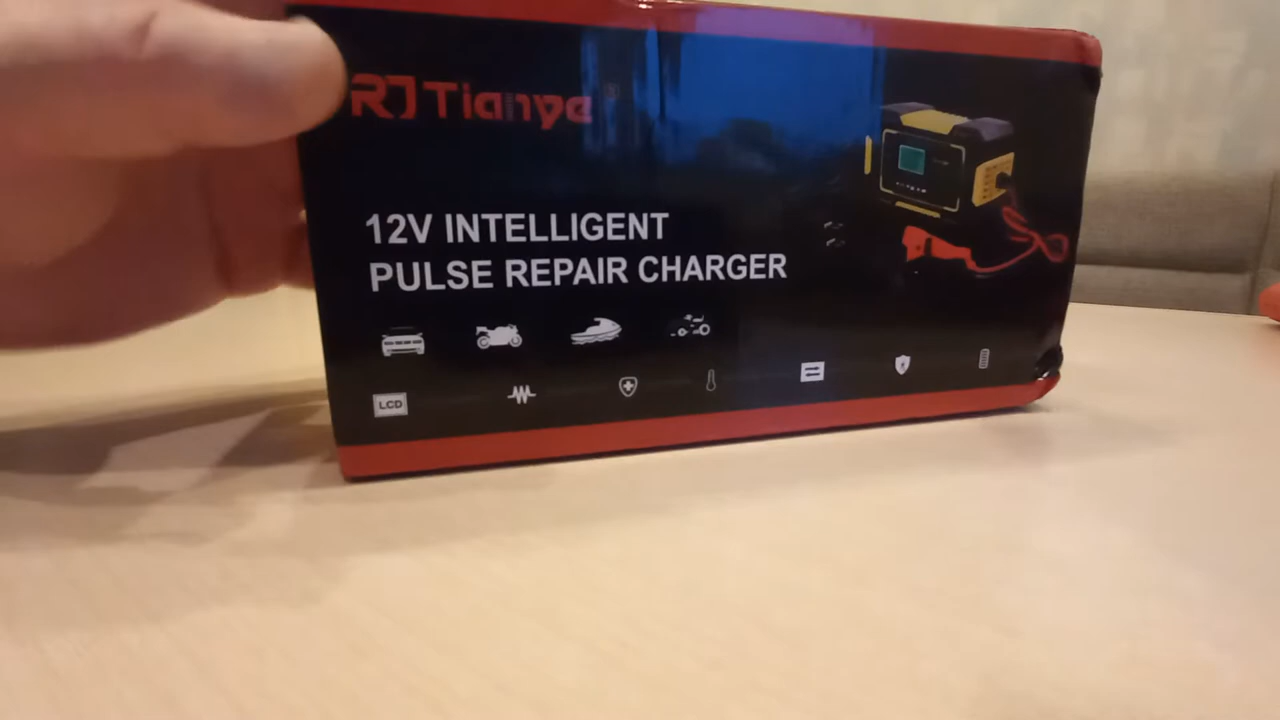 RJ Tianye ®
12V INTELLIGENT
PULSE REPAIR CHARGER
LCD